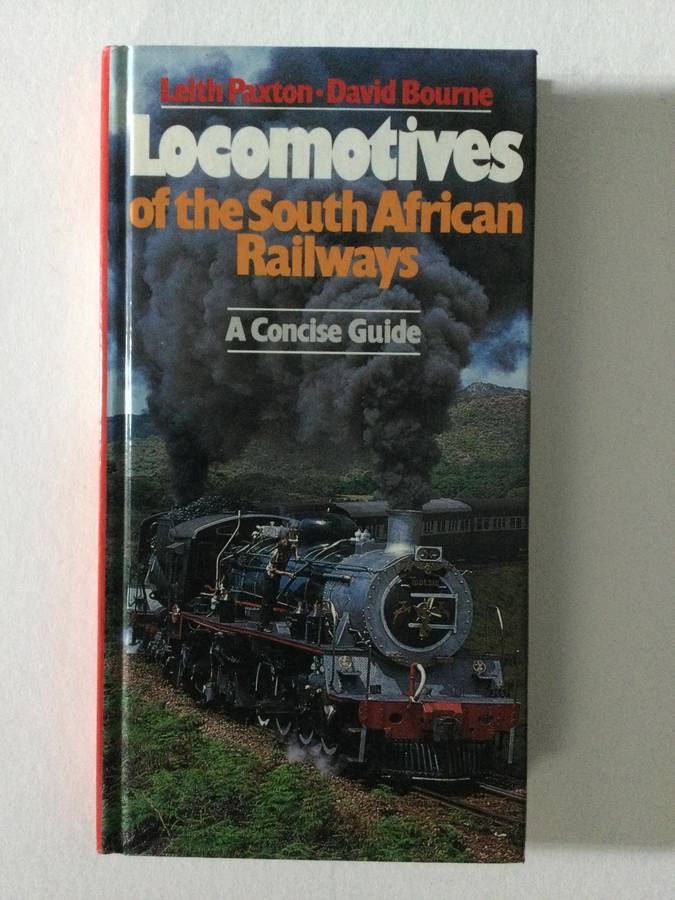 Leith Paxton • David Bourne
Locomotives
of the South African
Railways
A Concise Guide